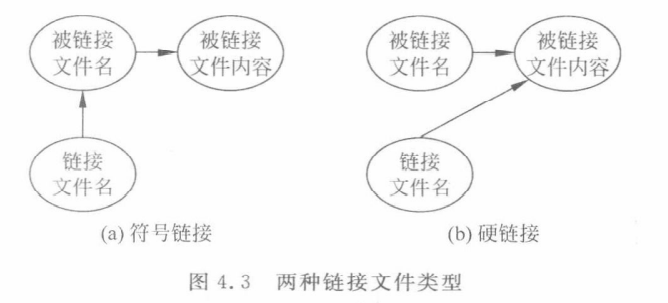 被链接
文件名
被链接
文件内容
链接
文件名
(a) 符号链接
被链接
文件名
被链接
文件内容
链接
文件名
(b) 硬链接
图 4.3 两种链接文件类型